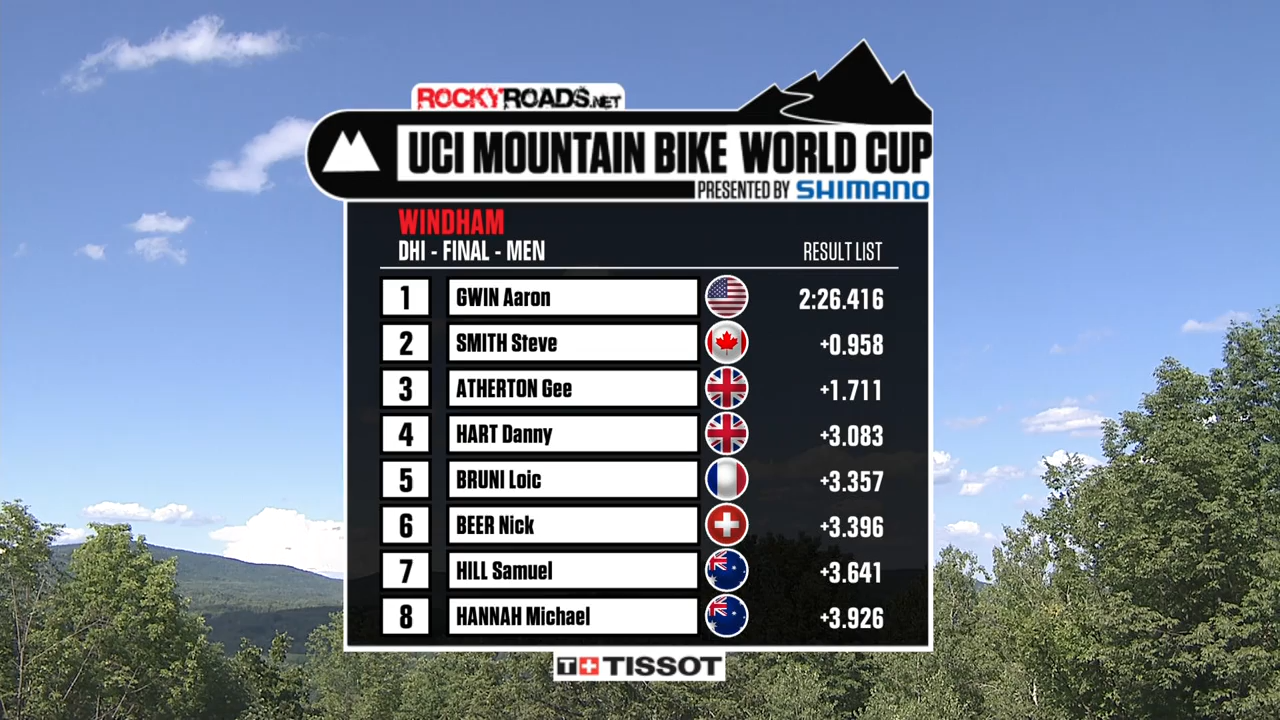 ROCKYROADS.NET
UCI MOUNTAIN BIKE WORLD CUP
PRESENTED BY SHIMANO
WINDHAM
DHI - FINAL - MEN RESULT LIST
1 GWIN Aaron 2:26.416
2 SMITH Steve +0.958
3 ATHERTON Gee +1.711
4 HART Danny +3.083
5 BRUNI Loic +3.357
6 BEER Nick +3.396
7 HILL Samuel +3.641
8 HANNAH Michael +3.926
T+ TISSOT